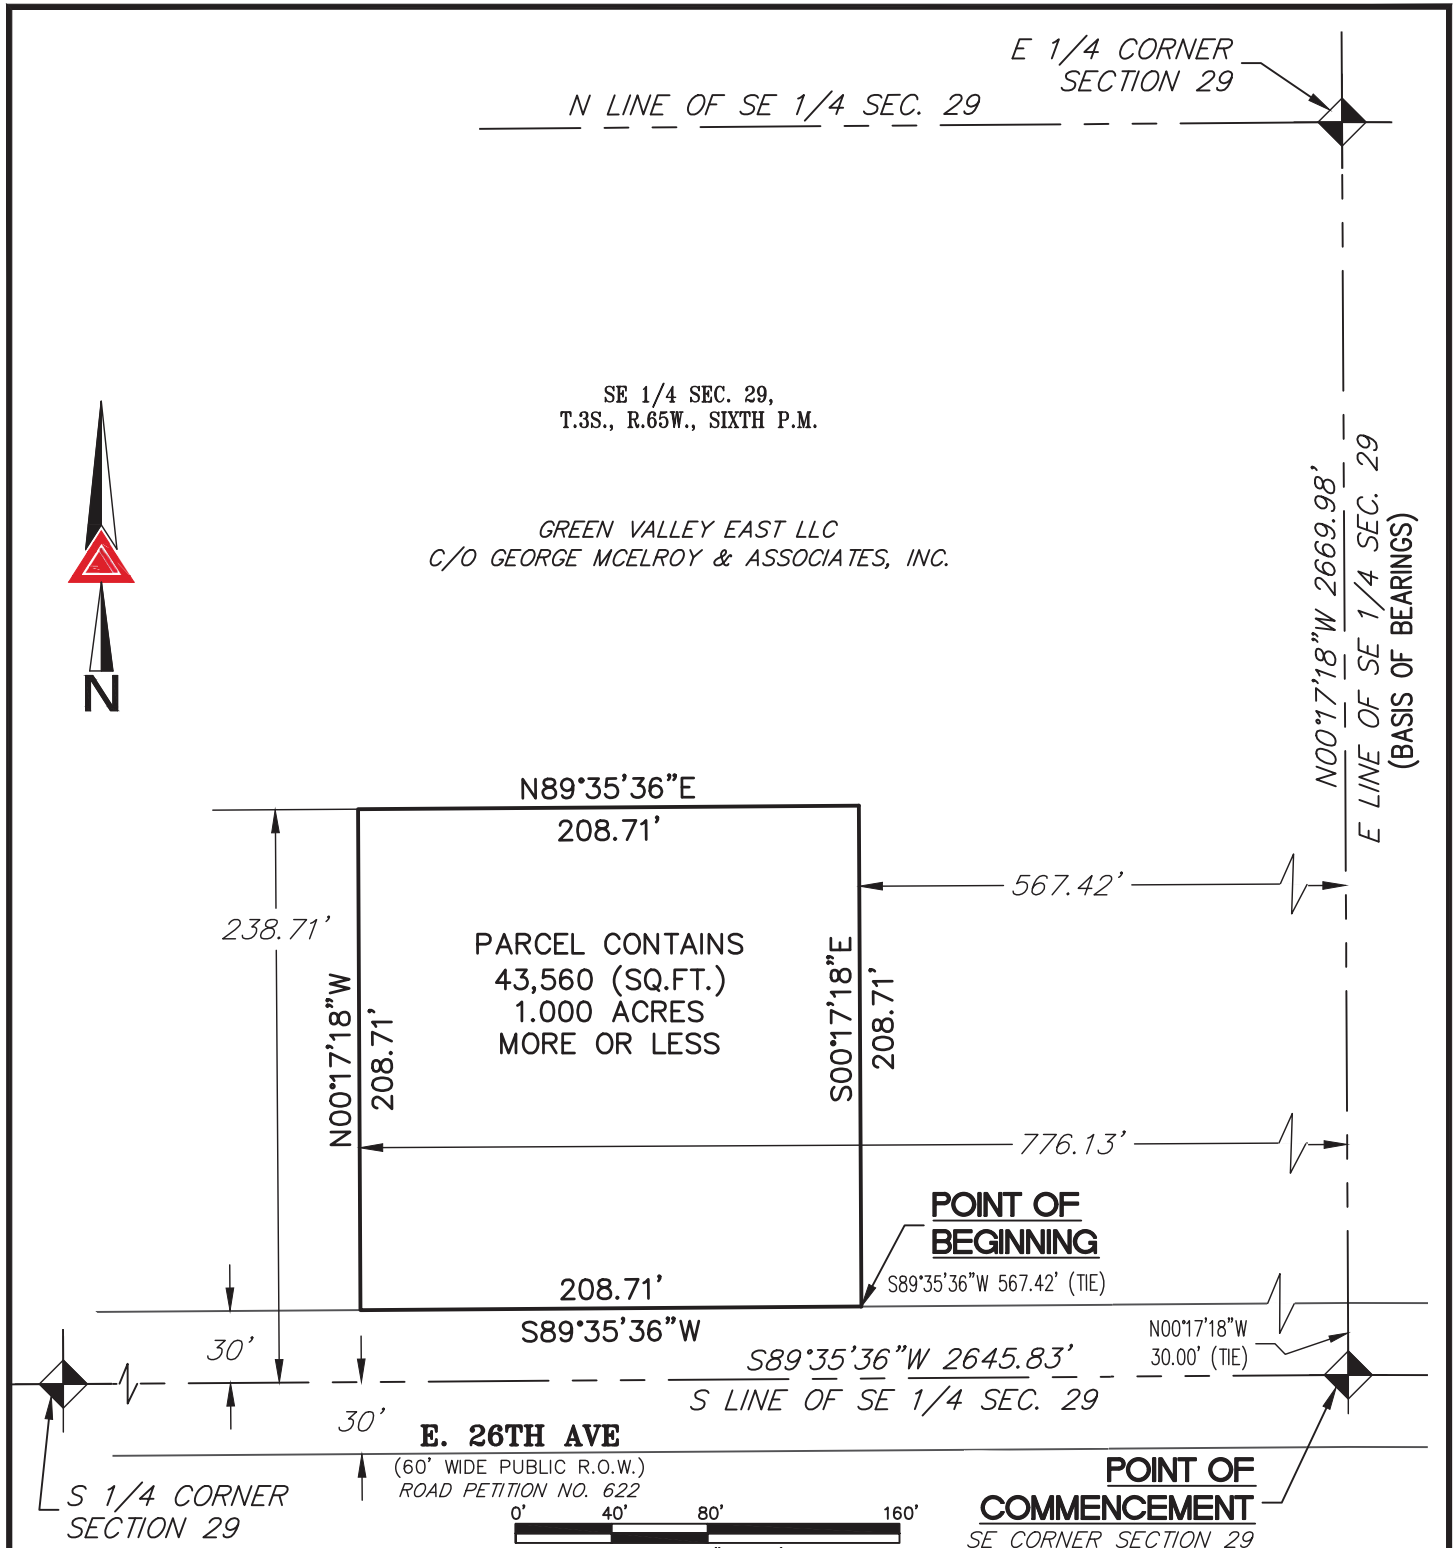 E 1/4 CORNER
SECTION 29
N LINE OF SE 1/4 SEC. 29
SE 1/4 SEC. 29,
T.3S., R.65W., SIXTH P.M.
GREEN VALLEY EAST LLC
C/O GEORGE MCELROY & ASSOCIATES, INC.
N
N00°17'18"W 2669.98'
E LINE OF SE 1/4 SEC. 29
(BASIS OF BEARINGS)
N89°35'36"E
208.71'
567.42'
238.71'
PARCEL CONTAINS
43,560 (SQ.FT.)
1.000 ACRES
MORE OR LESS
N00°17'18"W
208.71'
S00°17'18"E
208.71'
776.13'
POINT OF
BEGINNING
S89°35'36"W 567.42' (TIE)
208.71'
S89°35'36"W
N00°17'18"W
30.00' (TIE)
30'
S89°35'36"W 2645.83'
S LINE OF SE 1/4 SEC. 29
30'
E. 26TH AVE
(60' WIDE PUBLIC R.O.W.)
ROAD PETITION NO. 622
S 1/4 CORNER
SECTION 29
POINT OF
COMMENCEMENT
SE CORNER SECTION 29
0' 40' 80' 160'